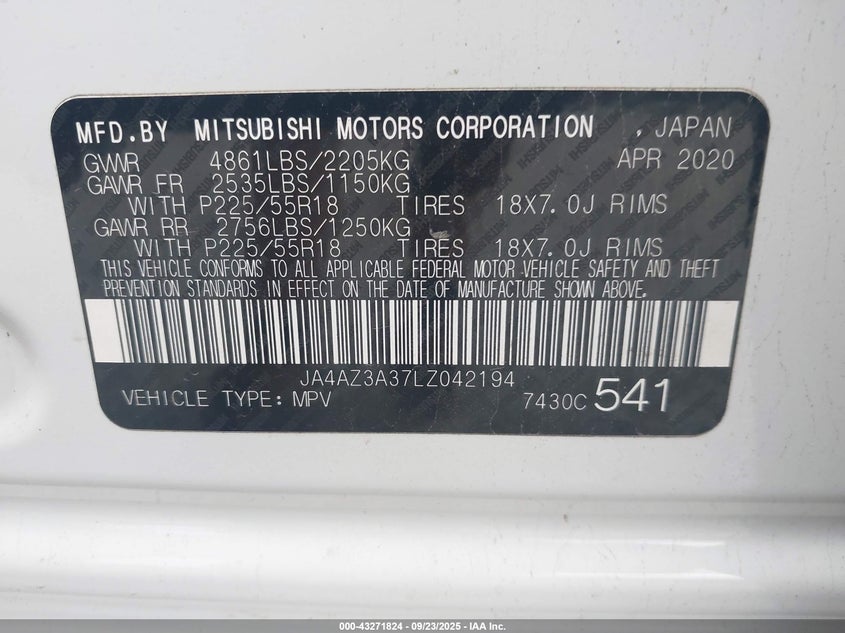 MFD.BY MITSUBISHI MOTORS CORPORATION , JAPAN
GVWR 4861LBS/2205KG APR 2020
GAWR FR 2535LBS/1150KG
WITH P225/55R18 TIRES 18X7.0J RIMS
GAWR RR 2756LBS/1250KG
WITH P225/55R18 TIRES 18X7.0J RIMS
THIS VEHICLE CONFORMS TO ALL APPLICABLE FEDERAL MOTOR VEHICLE SAFETY AND THEFT
PREVENTION STANDARDS IN EFFECT ON THE DATE OF MANUFACTURE SHOWN ABOVE.
JA4AZ3A37LZ042194
VEHICLE TYPE: MPV 7430C 541
000-43271824 - 09/23/2025 - IAA Inc.